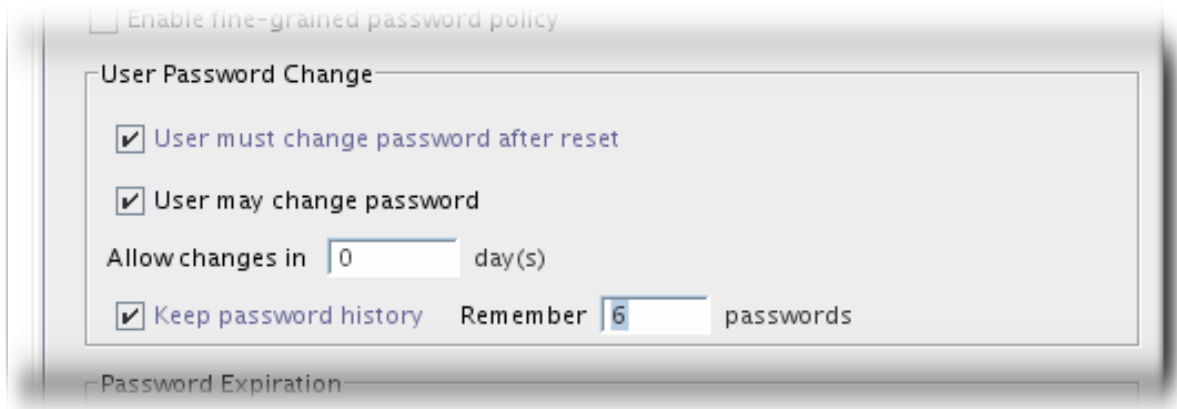 Enable fine-grained password policy
User Password Change
User must change password after reset
User may change password
Allow changes in 0 day(s)
Keep password history Remember 6 passwords
Password Expiration